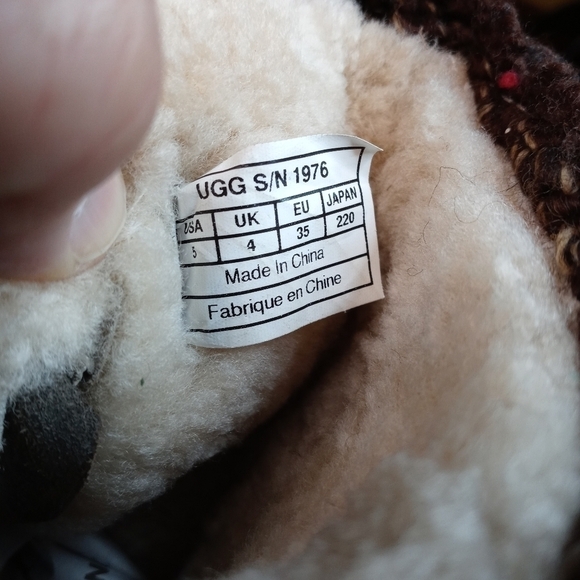 UGG S/N 1976
USA UK EU JAPAN
5 4 35 220
Made In China
Fabrique en Chine